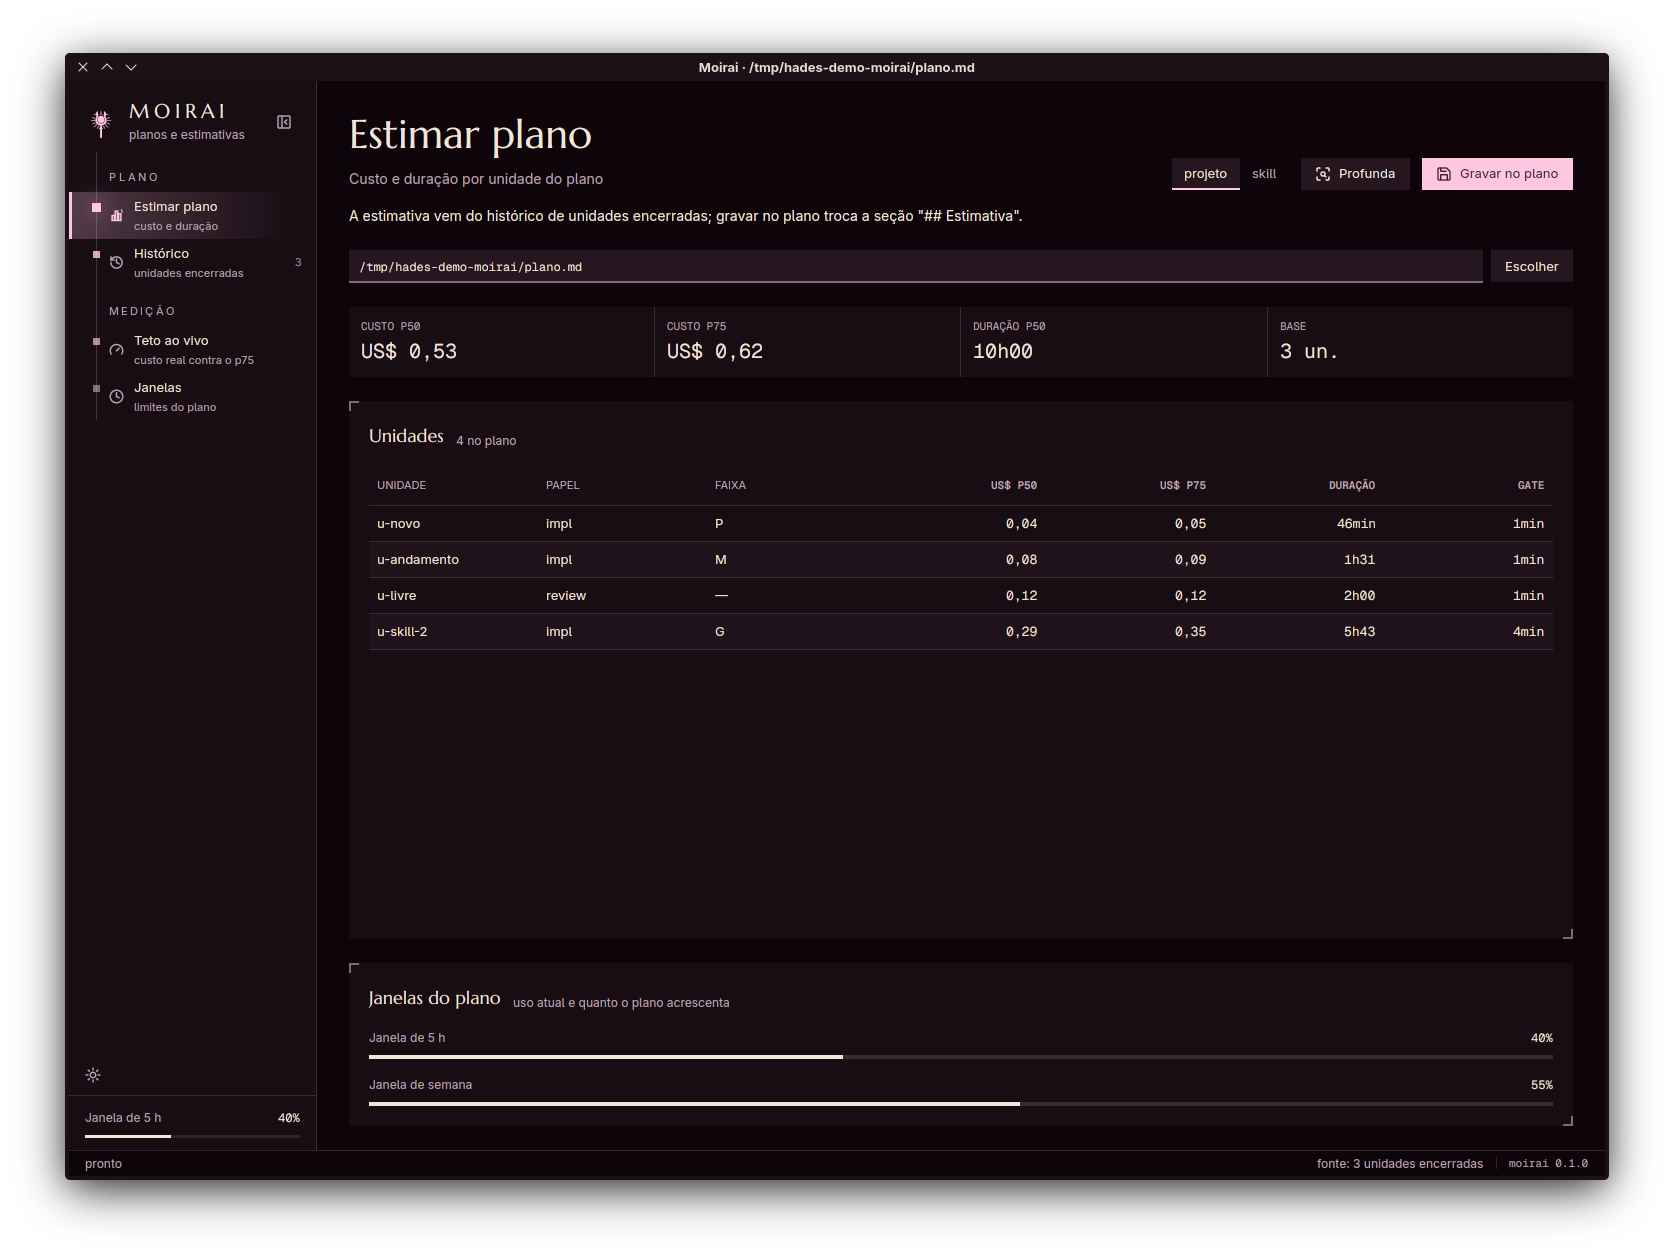 Moirai · /tmp/hades-demo-moirai/plano.md
MOIRAI
planos e estimativas
PLANO
Estimar plano
custo e duração
Histórico
unidades encerradas
3
MEDIÇÃO
Teto ao vivo
custo real contra o p75
Janelas
limites do plano
Janela de 5 h
40%
Estimar plano
Custo e duração por unidade do plano
projeto
skill
Profunda
Gravar no plano
A estimativa vem do histórico de unidades encerradas; gravar no plano troca a seção "## Estimativa".
/tmp/hades-demo-moirai/plano.md
Escolher
CUSTO P50
US$ 0,53
CUSTO P75
US$ 0,62
DURAÇÃO P50
10h00
BASE
3 un.
Unidades 4 no plano
UNIDADE PAPEL FAIXA US$ P50 US$ P75 DURAÇÃO GATE
u-novo impl P 0,04 0,05 46min 1min
u-andamento impl M 0,08 0,09 1h31 1min
u-livre review — 0,12 0,12 2h00 1min
u-skill-2 impl G 0,29 0,35 5h43 4min
Janelas do plano uso atual e quanto o plano acrescenta
Janela de 5 h 40%
Janela de semana 55%
pronto
fonte: 3 unidades encerradas
moirai 0.1.0